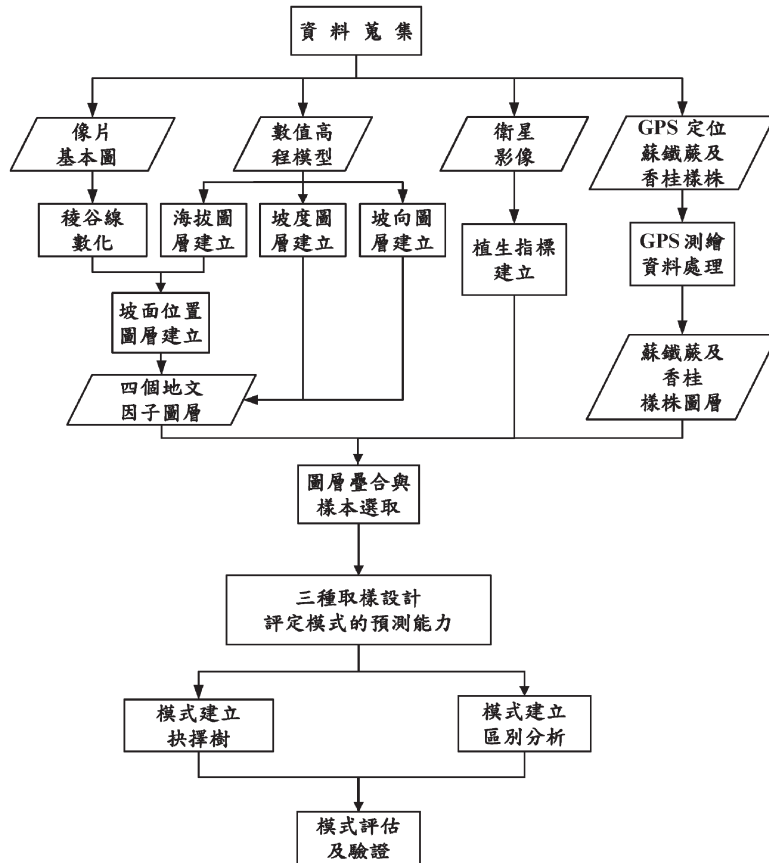 資料蒐集
像片
基本圖
數值高
程模型
衛星
影像
GPS 定位
蘇鐵蕨及
香桂樣株
稜谷線
數化
海拔圖
層建立
坡度圖
層建立
坡向圖
層建立
植生指標
建立
GPS 測繪
資料處理
坡面位置
圖層建立
四個地文
因子圖層
蘇鐵蕨及
香桂
樣株圖層
圖層疊合與
樣本選取
三種取樣設計
評定模式的預測能力
模式建立
抉擇樹
模式建立
區別分析
模式評估
及驗證